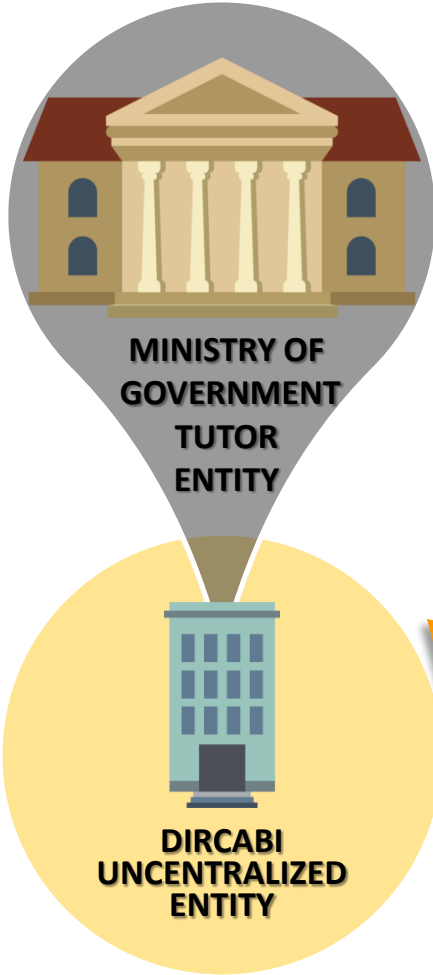 MINISTRY OF
GOVERNMENT
TUTOR
ENTITY
DIRCABI
UNCENTRALIZED
ENTITY